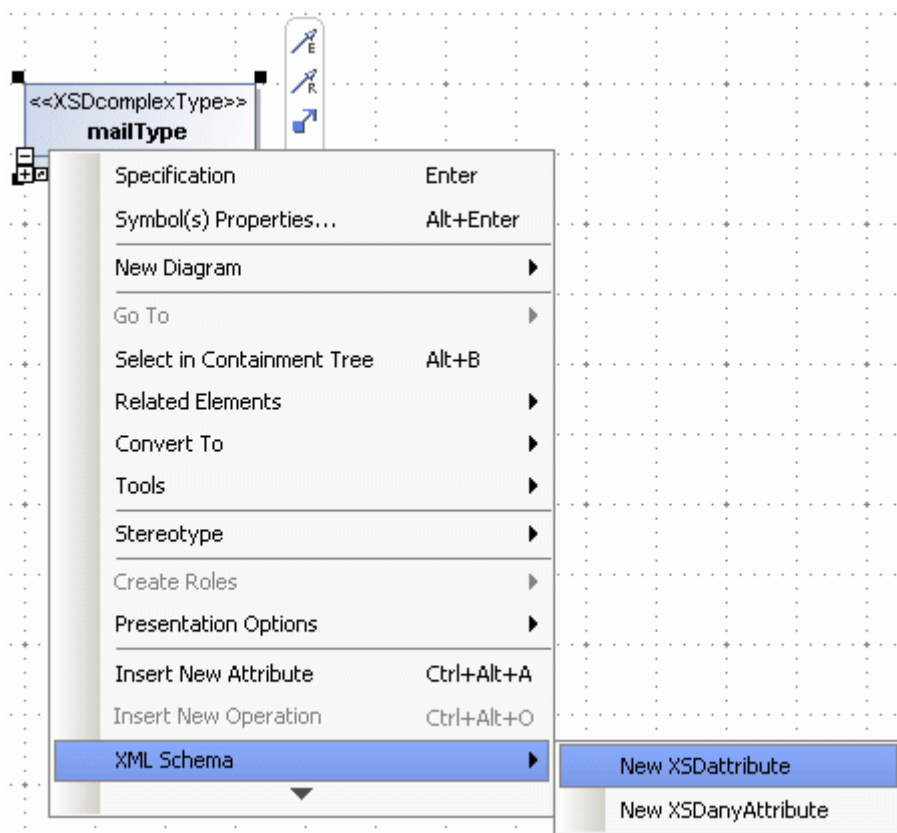 E
R
<<XSDcomplexType>>
mailType
Specification Enter
Symbol(s) Properties... Alt+Enter
New Diagram
Go To
Select in Containment Tree Alt+B
Related Elements
Convert To
Tools
Stereotype
Create Roles
Presentation Options
Insert New Attribute Ctrl+Alt+A
Insert New Operation Ctrl+Alt+O
XML Schema
New XSDattribute
New XSDanyAttribute